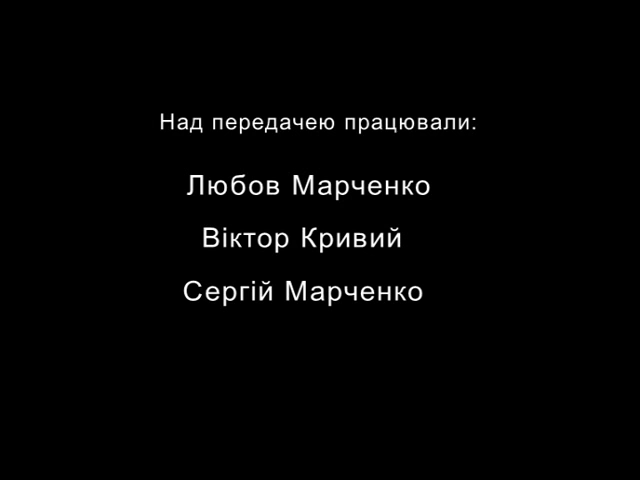 Над передачею працювали:
Любов Марченко
Віктор Кривий
Сергій Марченко